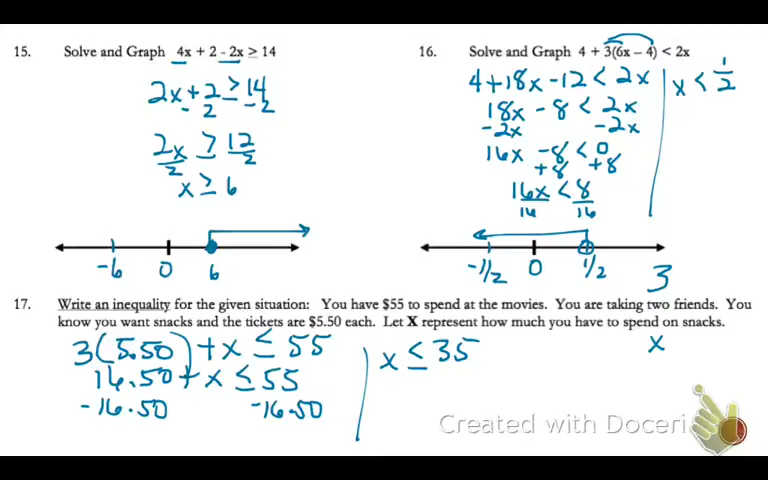 15. Solve and Graph 4x + 2 - 2x ≥ 14
2x + 2 ≥ 14
- 2 - 2
2x ≥ 12
2 2
x ≥ 6
-6 0 6
16. Solve and Graph 4 + 3(6x – 4) < 2x
4 + 18x - 12 < 2x
x < 1/2
18x - 8 < 2x
-2x -2x
16x - 8 < 0
+8 +8
16x < 8
16 16
-1/2 0 1/2
3
17. Write an inequality for the given situation: You have $55 to spend at the movies. You are taking two friends. You
know you want snacks and the tickets are $5.50 each. Let X represent how much you have to spend on snacks.
3(5.50) + x ≤ 55
x ≤ 35
x
16.50 + x ≤ 55
-16.50 -16.50
Created with Doceri